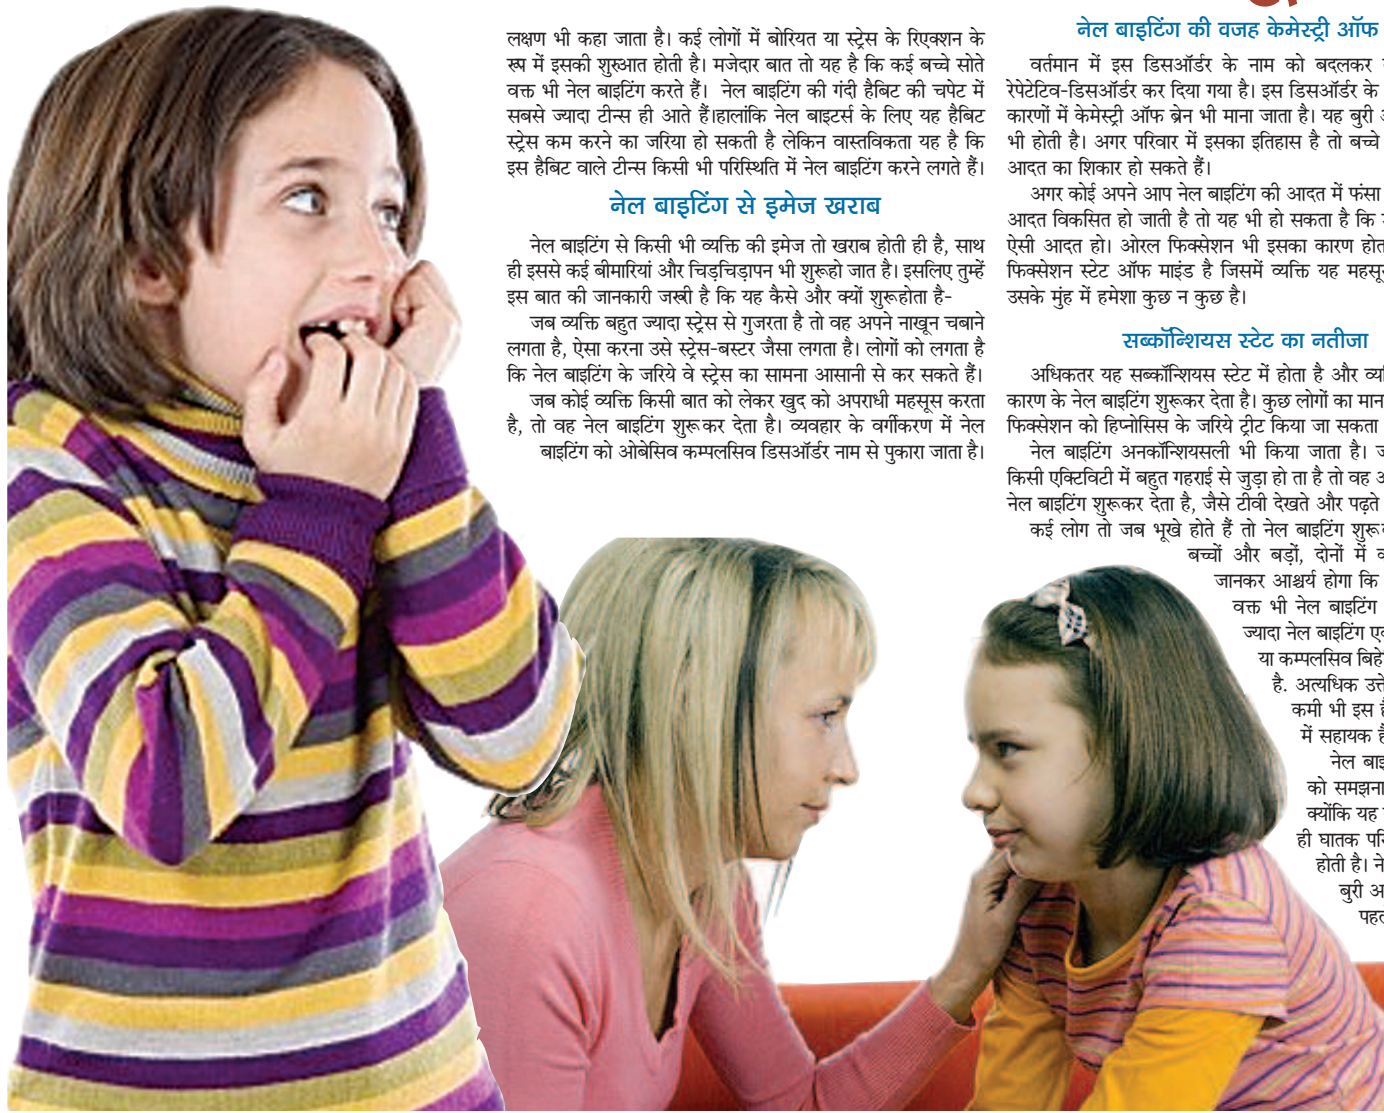 लक्षण भी कहा जाता है। कई लोगों में बोरियत या स्ट्रेस के रिएक्शन के
रूप में इसकी शुरुआत होती है। मजेदार बात तो यह है कि कई बच्चे सोते
वक्त भी नेल बाइटिंग करते हैं। नेल बाइटिंग की गंदी हैबिट की चपेट में
सबसे ज्यादा टीन्स ही आते हैं।हालांकि नेल बाइटर्स के लिए यह हैबिट
स्ट्रेस कम करने का जरिया हो सकती है लेकिन वास्तविकता यह है कि
इस हैबिट वाले टीन्स किसी भी परिस्थिति में नेल बाइटिंग करने लगते हैं।
नेल बाइटिंग से इमेज खराब
नेल बाइटिंग से किसी भी व्यक्ति की इमेज तो खराब होती ही है, साथ
ही इससे कई बीमारियां और चिड़चिड़ापन भी शुरूहो जात है। इसलिए तुम्हें
इस बात की जानकारी जरूरी है कि यह कैसे और क्यों शुरूहोता है-
जब व्यक्ति बहुत ज्यादा स्ट्रेस से गुजरता है तो वह अपने नाखून चबाने
लगता है, ऐसा करना उसे स्ट्रेस-बस्टर जैसा लगता है। लोगों को लगता है
कि नेल बाइटिंग के जरिये वे स्ट्रेस का सामना आसानी से कर सकते हैं।
जब कोई व्यक्ति किसी बात को लेकर खुद को अपराधी महसूस करता
है, तो वह नेल बाइटिंग शुरूकर देता है। व्यवहार के वर्गीकरण में नेल
बाइटिंग को ओबेसिव कम्पलसिव डिसऑर्डर नाम से पुकारा जाता है।
नेल बाइटिंग की वजह केमेस्ट्री ऑफ
वर्तमान में इस डिसऑर्डर के नाम को बदलकर
रेपेटेटिव-डिसऑर्डर कर दिया गया है। इस डिसऑर्डर के
कारणों में केमेस्ट्री ऑफ ब्रेन भी माना जाता है। यह बुरी
भी होती है। अगर परिवार में इसका इतिहास है तो बच्चे
आदत का शिकार हो सकते हैं।
अगर कोई अपने आप नेल बाइटिंग की आदत में फंसा
आदत विकसित हो जाती है तो यह भी हो सकता है कि
ऐसी आदत हो। ओरल फिक्सेशन भी इसका कारण
फिक्सेशन स्टेट ऑफ माइंड है जिसमें व्यक्ति यह
उसके मुंह में हमेशा कुछ न कुछ है।
सब्कॉन्शियस स्टेट का नतीजा
अधिकतर यह सब्कॉन्शियस स्टेट में होता है और
कारण के नेल बाइटिंग शुरूकर देता है। कुछ लोगों का
फिक्सेशन को हिप्नोसिस के जरिये ट्रीट किया जा सकता
नेल बाइटिंग अनकॉन्शियसली भी किया जाता है।
किसी एक्टिविटी में बहुत गहराई से जुड़ा हो ता है तो वह
नेल बाइटिंग शुरूकर देता है, जैसे टीवी देखते और पढ़ते
कई लोग तो जब भूखे होते हैं तो नेल बाइटिंग
बच्चों और बड़ों, दोनों में
जानकर आश्चर्य होगा कि
वक्त भी नेल बाइटिंग
ज्यादा नेल बाइटिंग
या कम्पलसिव
है. अत्यधिक
कमी भी इस
में सहायक
नेल
को समझना
क्योंकि यह
ही घातक
होती है।
बुरी